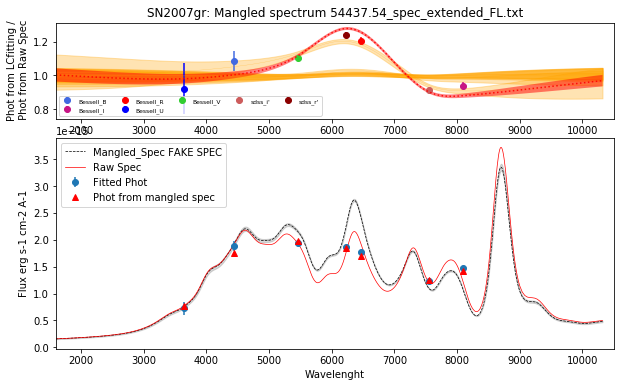 SN2007gr: Mangled spectrum 54437.54_spec_extended_FL.txt
Phot from LCfitting /
Phot from Raw Spec
1.2
1.0
0.8
Bessell_B
Bessell_R
Bessell_V
sdss_i'
sdss_r'
Bessell_I
Bessell_U
2000
3000
4000
5000
6000
7000
8000
9000
10000
Flux erg s-1 cm-2 A-1
3.5
3.0
2.5
2.0
1.5
1.0
0.5
0.0
Mangled_Spec FAKE SPEC
Raw Spec
Fitted Phot
Phot from mangled spec
2000
3000
4000
5000
6000
7000
8000
9000
10000
Wavelenght